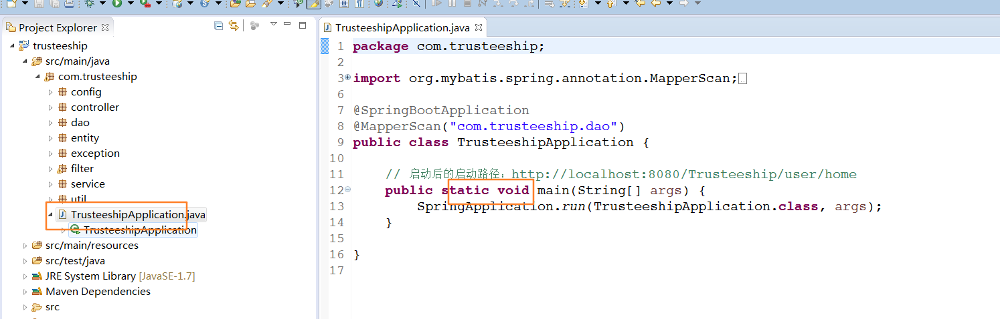 Project Explorer
trusteeship
src/main/java
com.trusteeship
config
controller
dao
entity
exception
filter
service
util
TrusteeshipApplication.java
TrusteeshipApplication
src/main/resources
src/test/java
JRE System Library [JavaSE-1.7]
Maven Dependencies
src
TrusteeshipApplication.java
1 package com.trusteeship;
2
3 import org.mybatis.spring.annotation.MapperScan;
6
7 @SpringBootApplication
8 @MapperScan("com.trusteeship.dao")
9 public class TrusteeshipApplication {
10
11 // 启动后的启动路径：http://localhost:8080/Trusteeship/user/home
12 public static void main(String[] args) {
13 SpringApplication.run(TrusteeshipApplication.class, args);
14 }
15
16 }
17